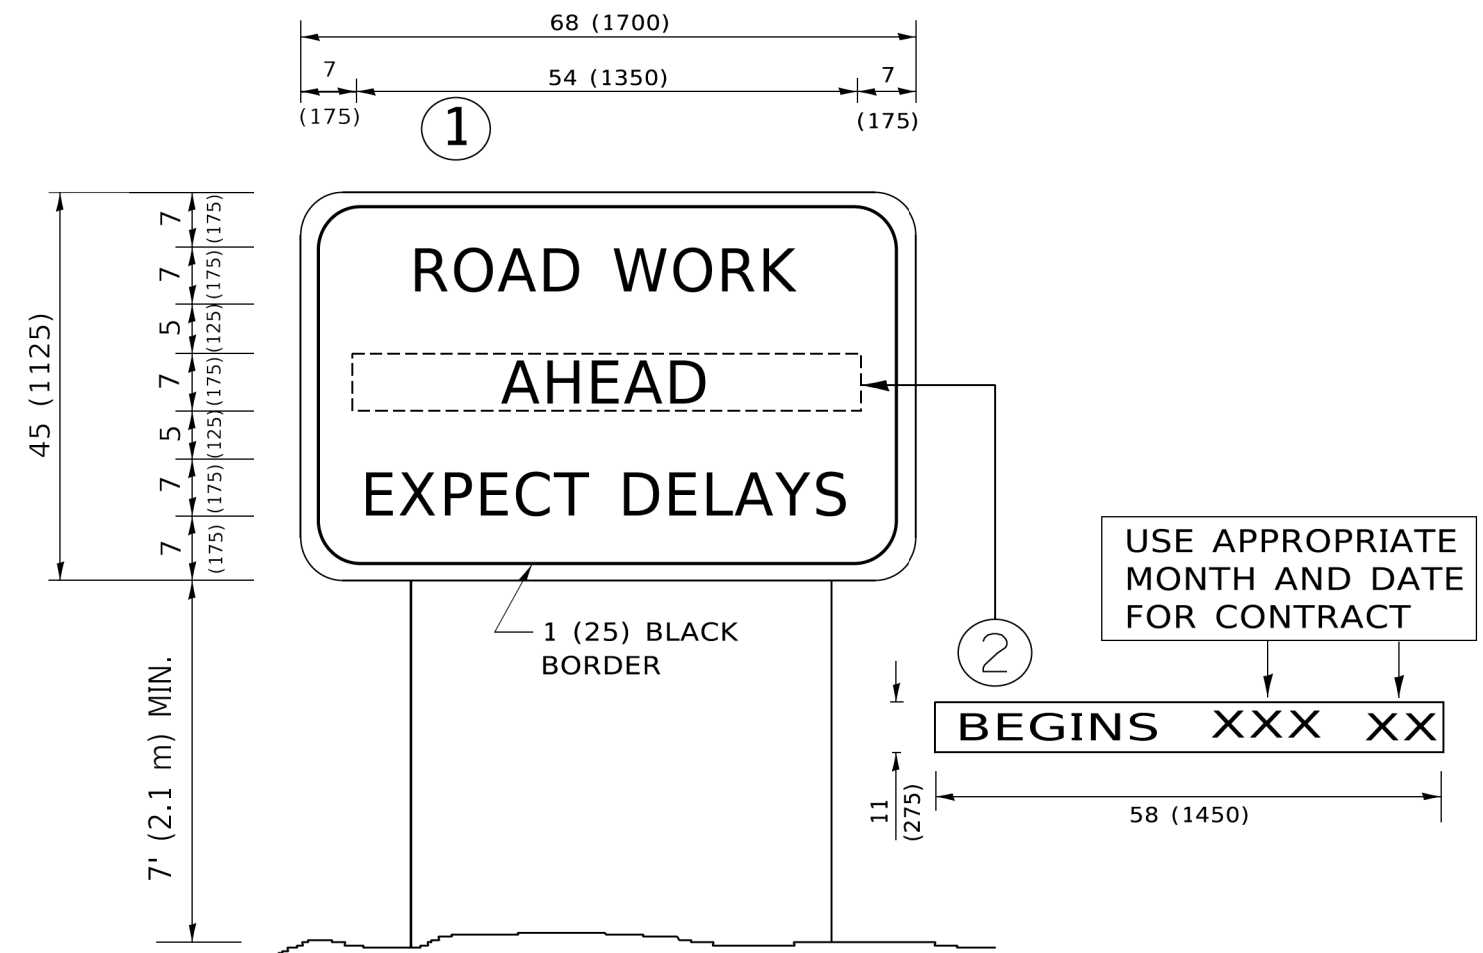 68 (1700)
7
54 (1350)
7
(175)
(175)
1
7
(175)
7
(175)
5
(125)
7
(175)
5
(125)
7
(175)
7
(175)
45 (1125)
ROAD WORK
AHEAD
EXPECT DELAYS
1 (25) BLACK
BORDER
7' (2.1 m) MIN.
2
USE APPROPRIATE
MONTH AND DATE
FOR CONTRACT
BEGINS XXX XX
11
(275)
58 (1450)